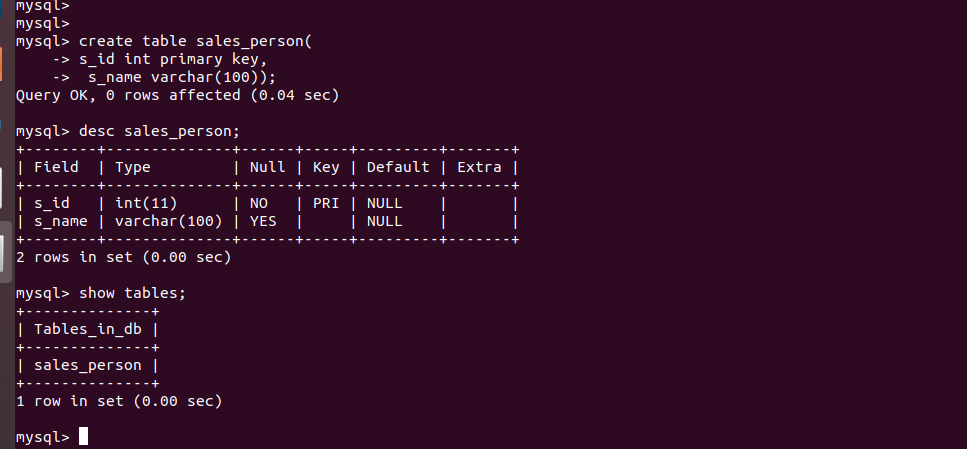 mysql>
mysql>
mysql> create table sales_person(
    -> s_id int primary key,
    ->  s_name varchar(100));
Query OK, 0 rows affected (0.04 sec)

mysql> desc sales_person;
+--------+--------------+------+-----+---------+-------+
| Field  | Type         | Null | Key | Default | Extra |
+--------+--------------+------+-----+---------+-------+
| s_id   | int(11)      | NO   | PRI | NULL    |       |
| s_name | varchar(100) | YES  |     | NULL    |       |
+--------+--------------+------+-----+---------+-------+
2 rows in set (0.00 sec)

mysql> show tables;
+--------------+
| Tables_in_db |
+--------------+
| sales_person |
+--------------+
1 row in set (0.00 sec)

mysql>